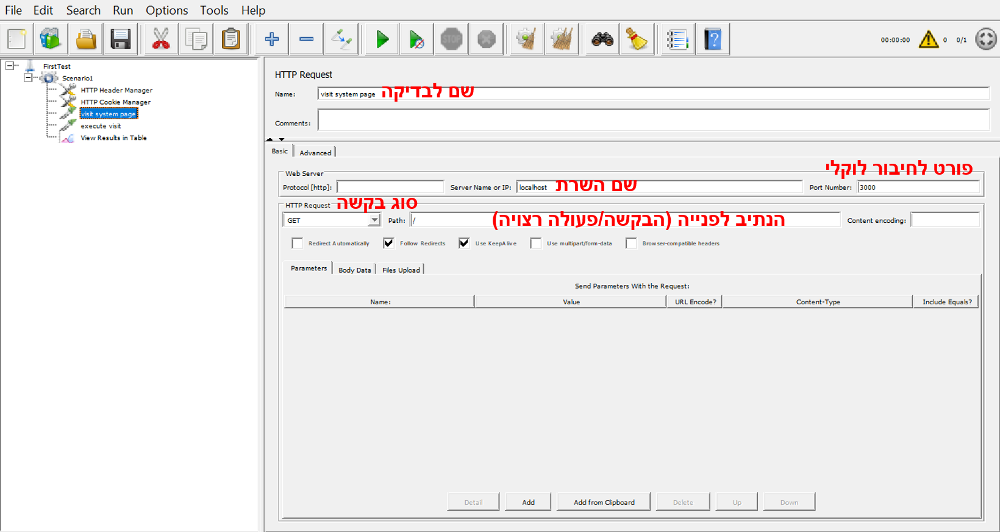 File Edit Search Run Options Tools Help
STOP
00:00:00 0 0/1
FirstTest
Scenario1
HTTP Header Manager
HTTP Cookie Manager
visit system page
execute visit
View Results in Table
HTTP Request
Name: visit system page שם לבדיקה
Comments:
Basic Advanced
פורט לחיבור לוקלי
Web Server
Protocol [http]: Server Name or IP: localhost שם השרת Port Number: 3000
HTTP Request סוג בקשה
GET Path: / הנתיב לפנייה (הבקשה/פעולה רצויה) Content encoding:
Redirect Automatically Follow Redirects Use KeepAlive Use multipart/form-data Browser-compatible headers
Parameters Body Data Files Upload
Send Parameters With the Request:
Name: Value URL Encode? Content-Type Include Equals?
Detail Add Add from Clipboard Delete Up Down